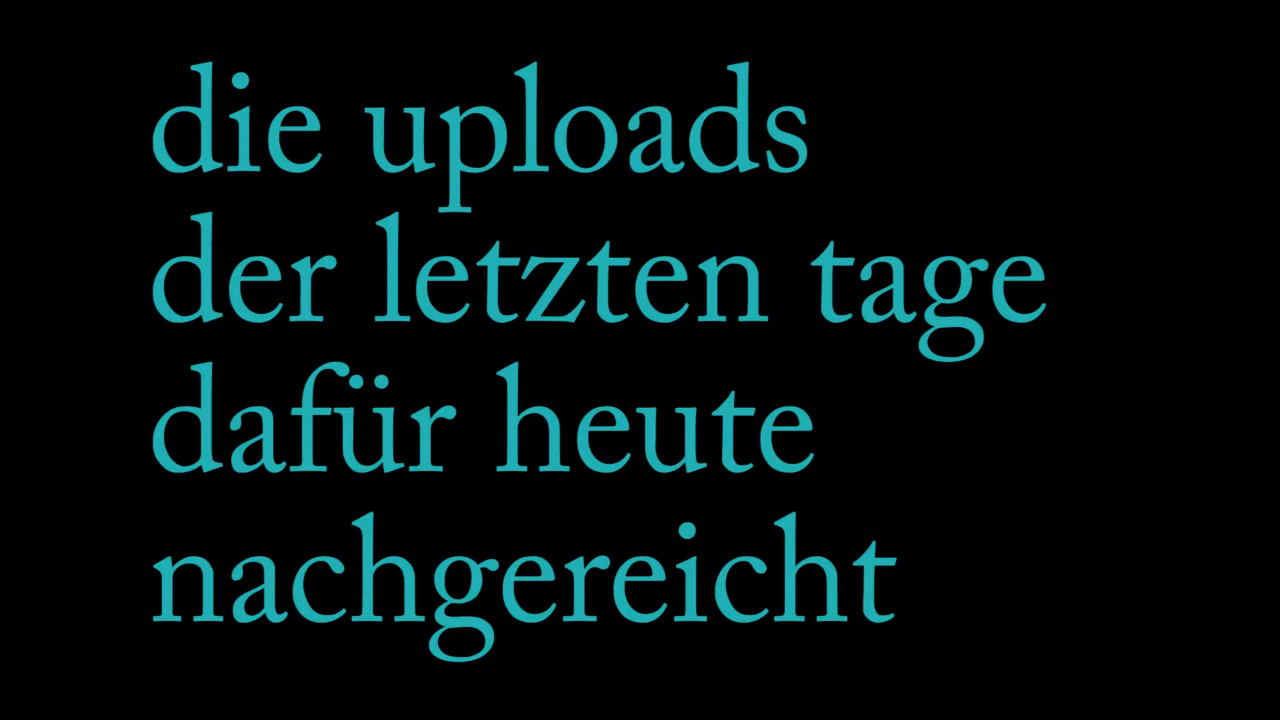 die uploads
der letzten tage
dafür heute
nachgereicht